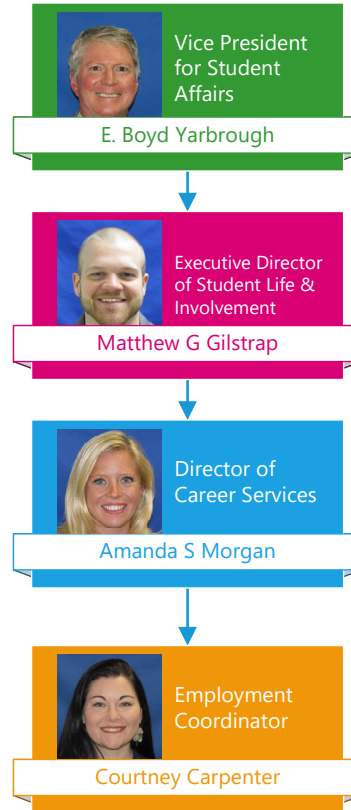 Vice President
for Student
Affairs
E. Boyd Yarbrough
Executive Director
of Student Life &
Involvement
Matthew G Gilstrap
Director of
Career Services
Amanda S Morgan
Employment
Coordinator
Courtney Carpenter